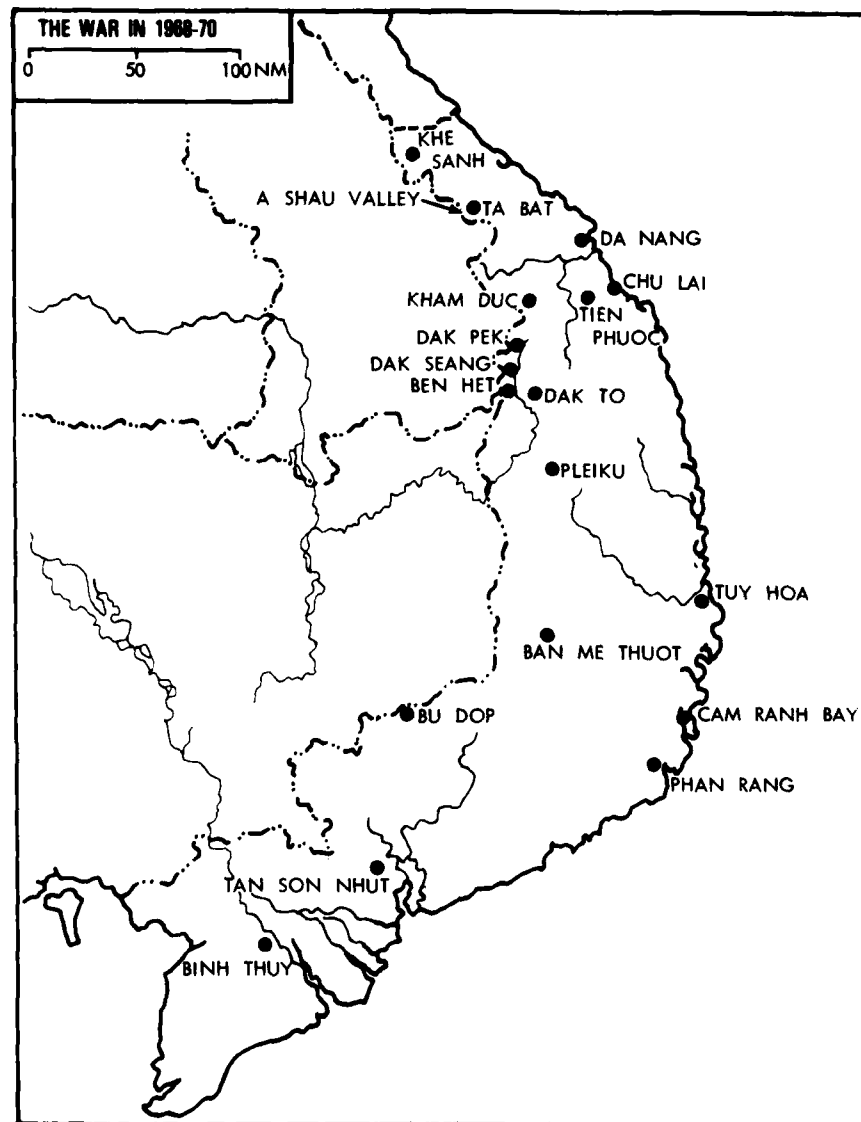 THE WAR IN 1968-70
0 50 100 NM
KHE
SANH
A SHAU VALLEY
TA BAT
DA NANG
CHU LAI
KHAM DUC
TIEN
PHUOC
DAK PEK
DAK SEANG
BEN HET
DAK TO
PLEIKU
TUY HOA
BAN ME THUOT
BU DOP
CAM RANH BAY
PHAN RANG
TAN SON NHUT
BINH THUY